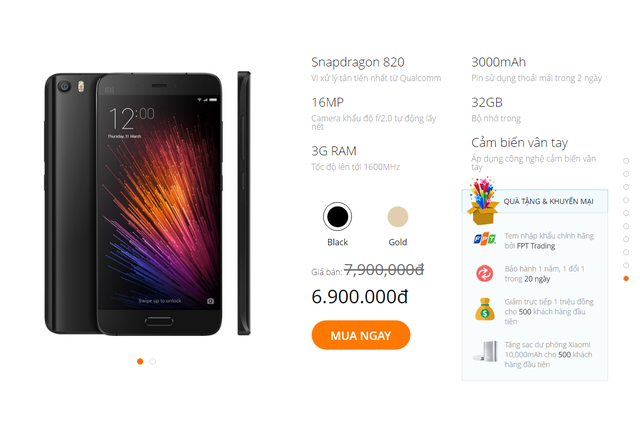 mi
12:00
Thursday 31 March
Swipe up to unlock
Snapdragon 820
Vi xử lý tân tiến nhất từ Qualcomm
16MP
Camera khẩu độ f/2.0 tự động lấy
nét
3G RAM
Tốc độ lên tới 1600MHz
3000mAh
Pin sử dụng thoải mái trong 2 ngày
32GB
Bộ nhớ trong
Cảm biến vân tay
Áp dụng công nghệ cảm biến vân
tay
Black
Gold
Giá bán: 7,900,000đ
6.900.000đ
MUA NGAY
QUÀ TẶNG & KHUYẾN MẠI
FPT.
Tem nhập khẩu chính hãng
bởi FPT Trading
Bảo hành 1 năm, 1 đổi 1
trong 20 ngày
Giảm trực tiếp 1 triệu đồng
cho 500 khách hàng đầu
tiên
Tặng sạc dự phòng Xiaomi
10,000mAh cho 500 khách
hàng đầu tiên